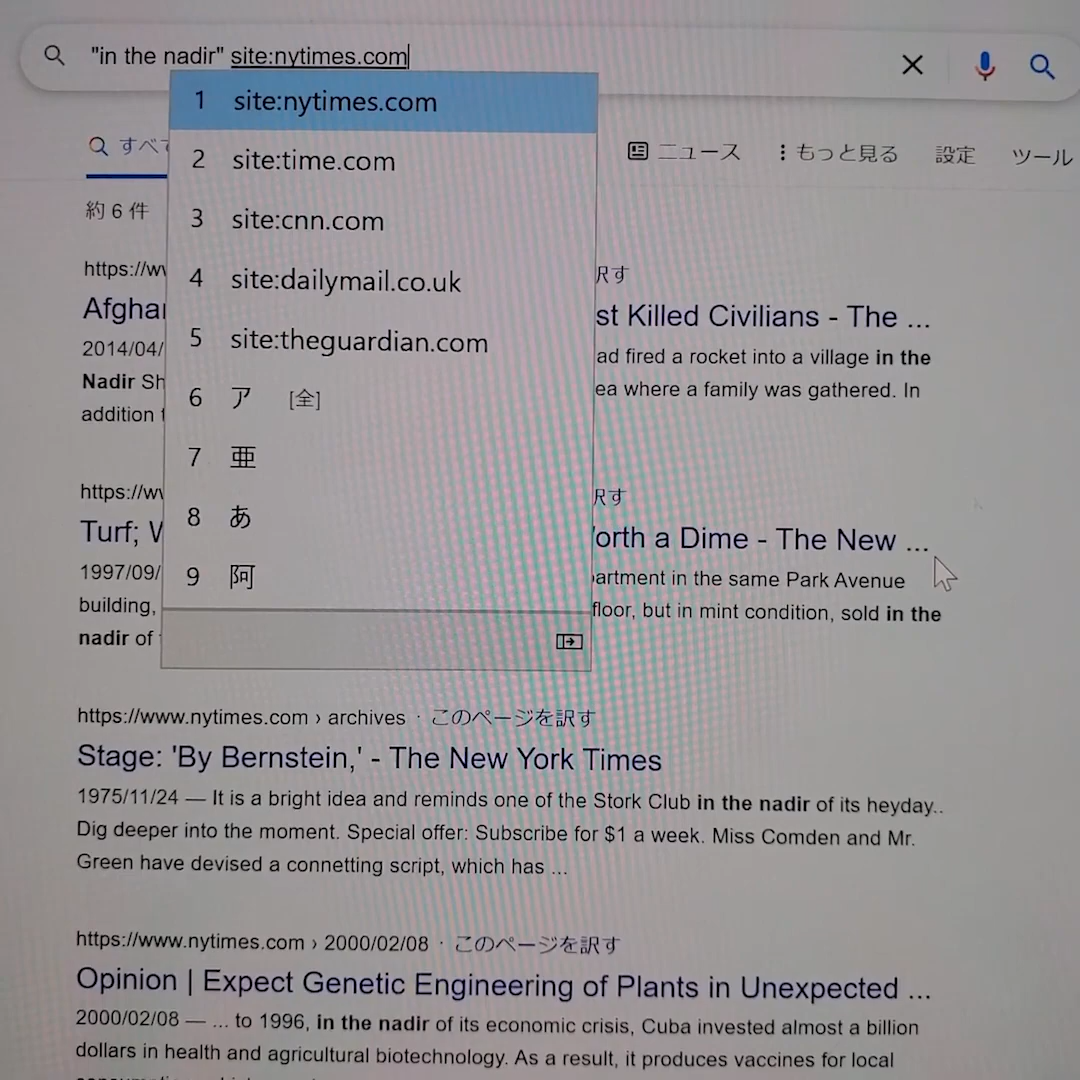 "in the nadir" site:nytimes.com
1 site:nytimes.com
2 site:time.com
3 site:cnn.com
4 site:dailymail.co.uk
5 site:theguardian.com
6 ア [全]
7 亜
8 あ
9 阿
すべて
ニュース
もっと見る
設定
ツール
約 6 件
https://w
訳す
Afghan
st Killed Civilians - The ...
2014/04/
ad fired a rocket into a village in the
Nadir Sh
ea where a family was gathered. In
addition
https://w
訳す
Turf; W
orth a Dime - The New ...
1997/09/
partment in the same Park Avenue
building,
floor, but in mint condition, sold in the
nadir of
https://www.nytimes.com › archives · このページを訳す
Stage: 'By Bernstein,' - The New York Times
1975/11/24 — It is a bright idea and reminds one of the Stork Club in the nadir of its heyday..
Dig deeper into the moment. Special offer: Subscribe for $1 a week. Miss Comden and Mr.
Green have devised a connetting script, which has ...
https://www.nytimes.com › 2000/02/08 · このページを訳す
Opinion | Expect Genetic Engineering of Plants in Unexpected ...
2000/02/08 — ... to 1996, in the nadir of its economic crisis, Cuba invested almost a billion
dollars in health and agricultural biotechnology. As a result, it produces vaccines for local